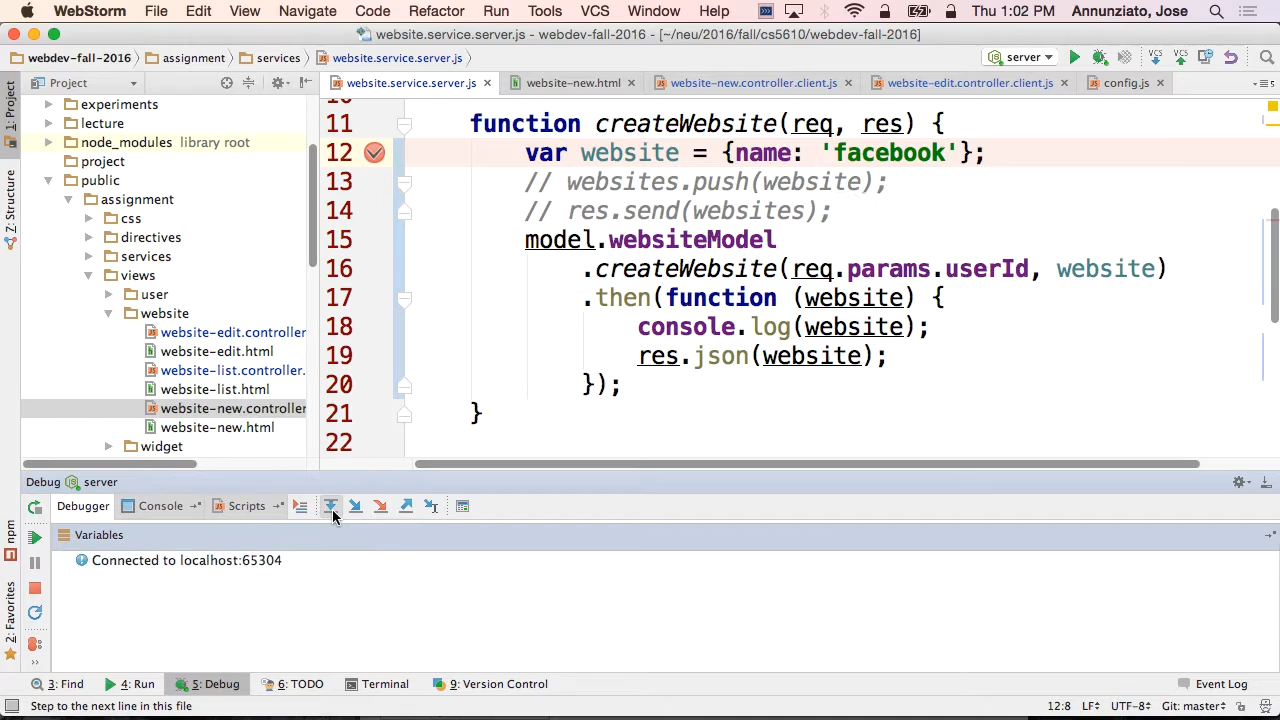 WebStorm File Edit View Navigate Code Refactor Run Tools VCS Window Help Thu 1:02 PM Annunziato, Jose
website.service.server.js - webdev-fall-2016 - [~/neu/2016/fall/cs5610/webdev-fall-2016]
webdev-fall-2016 assignment services website.service.server.js server VCS VCS
Project
website.service.server.js website-new.html website-new.controller.client.js website-edit.controller.client.js config.js
1: Project
Z: Structure
npm
2: Favorites
experiments
lecture
node_modules library root
project
public
assignment
css
directives
services
views
user
website
website-edit.controller
website-edit.html
website-list.controller.
website-list.html
website-new.controller
website-new.html
widget
11 function createWebsite(req, res) {
12 var website = {name: 'facebook'};
13 // websites.push(website);
14 // res.send(websites);
15 model.websiteModel
16 .createWebsite(req.params.userId, website)
17 .then(function (website) {
18 console.log(website);
19 res.json(website);
20 });
21 }
22
Debug server
Debugger Console Scripts
Variables
Connected to localhost:65304
3: Find 4: Run 5: Debug 6: TODO Terminal 9: Version Control Event Log
Step to the next line in this file 12:8 LF UTF-8 Git: master